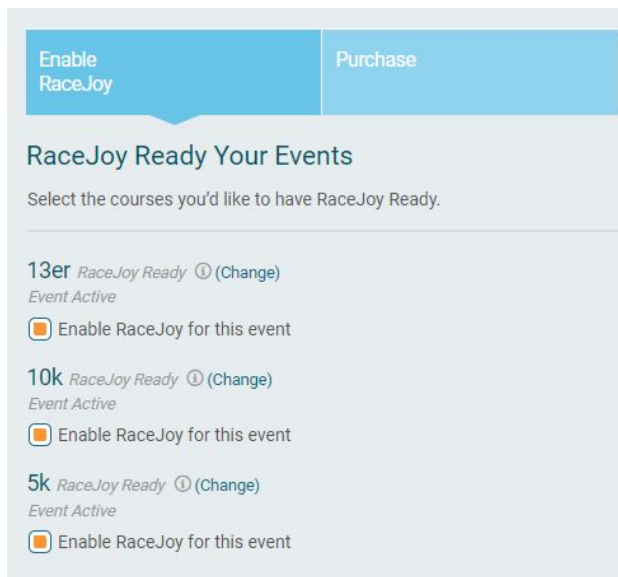 Enable
RaceJoy
Purchase
RaceJoy Ready Your Events
Select the courses you'd like to have RaceJoy Ready.
13er RaceJoy Ready ⓘ (Change)
Event Active
Enable RaceJoy for this event
10k RaceJoy Ready ⓘ (Change)
Event Active
Enable RaceJoy for this event
5k RaceJoy Ready ⓘ (Change)
Event Active
Enable RaceJoy for this event